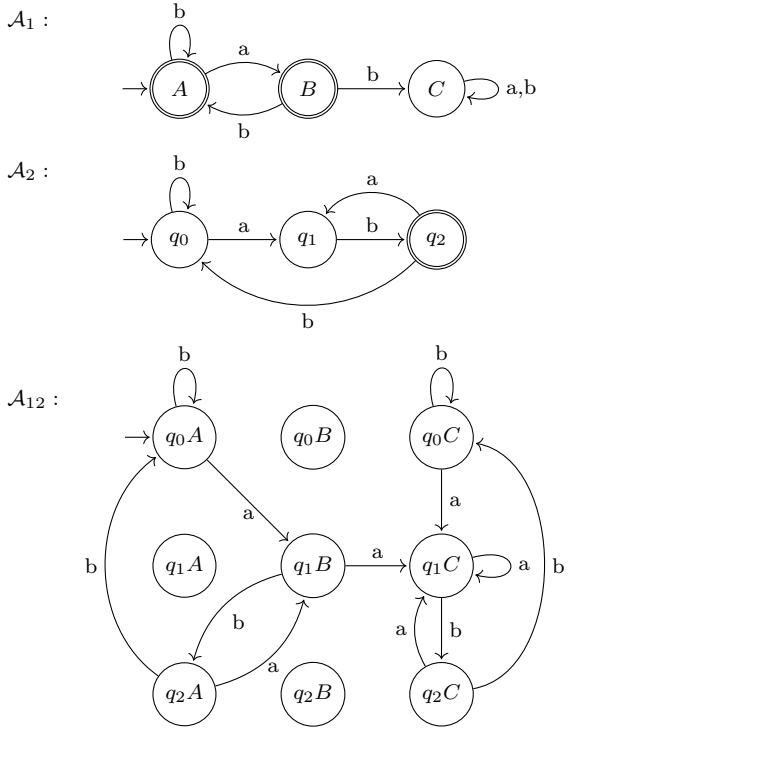 𝒜₁ :
b
a
A B b C a,b
b
𝒜₂ :
b
a
q₀ a q₁ b q₂
b
b
b
𝒜₁₂ :
q₀A q₀B q₀C
a
a
b q₁A q₁B a q₁C a b
b
a
b
a
q₂A q₂B q₂C